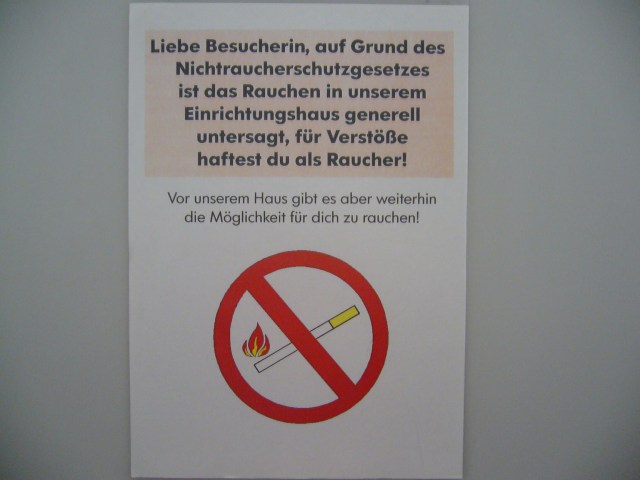 Liebe Besucherin, auf Grund des
Nichtraucherschutzgesetzes
ist das Rauchen in unserem
Einrichtungshaus generell
untersagt, für Verstöße
haftest du als Raucher!
Vor unserem Haus gibt es aber weiterhin
die Möglichkeit für dich zu rauchen!